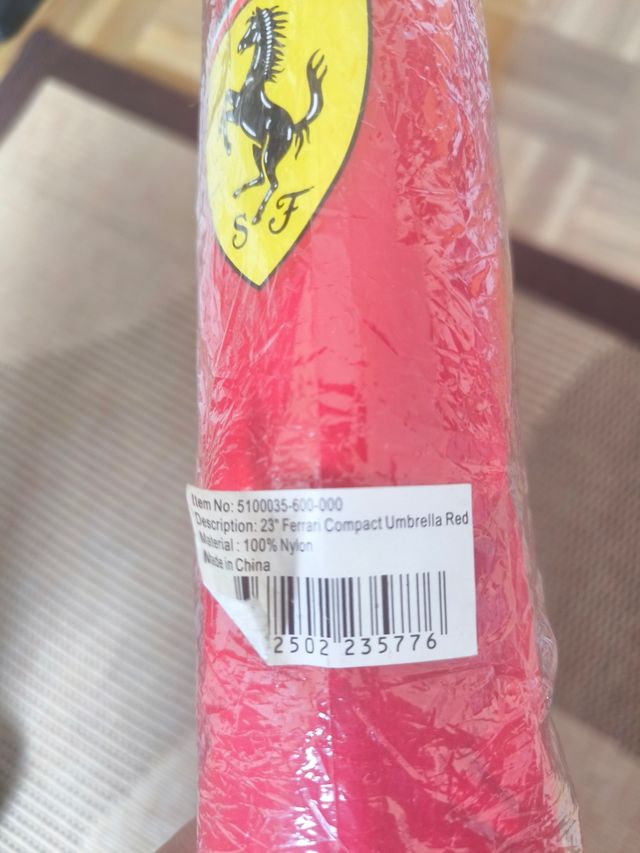 S F
Item No: 5100035-600-000
Description: 23" Ferrari Compact Umbrella Red
Material : 100% Nylon
Made in China
2502 235776